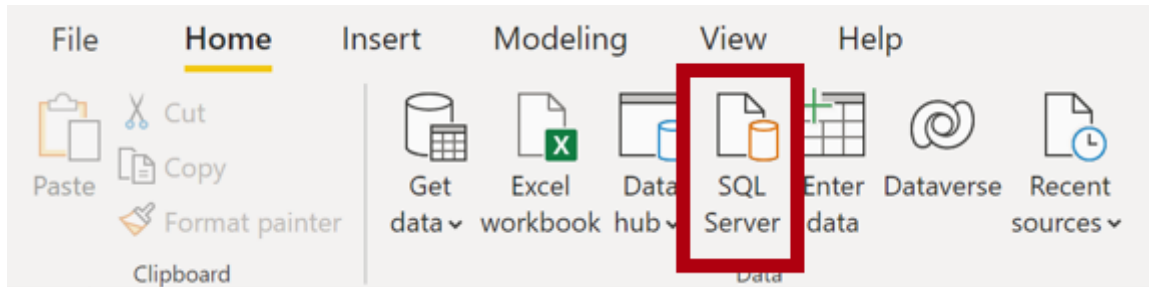 File Home Insert Modeling View Help
Paste
Cut
Copy
Format painter
Clipboard
Get
data
Excel
workbook
X
Data
hub
SQL
Server
Enter
data
Dataverse
Recent
sources
Data